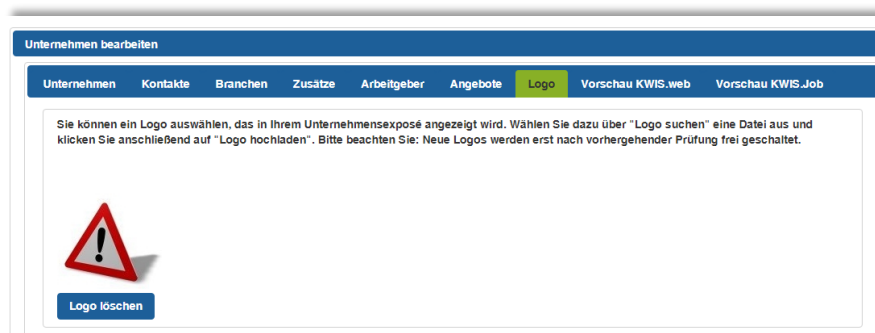 Unternehmen bearbeiten
Unternehmen Kontakte Branchen Zusätze Arbeitgeber Angebote Logo Vorschau KWIS.web Vorschau KWIS.Job
Sie können ein Logo auswählen, das in Ihrem Unternehmensexposé angezeigt wird. Wählen Sie dazu über "Logo suchen" eine Datei aus und
klicken Sie anschließend auf "Logo hochladen". Bitte beachten Sie: Neue Logos werden erst nach vorhergehender Prüfung frei geschaltet.
!
Logo löschen